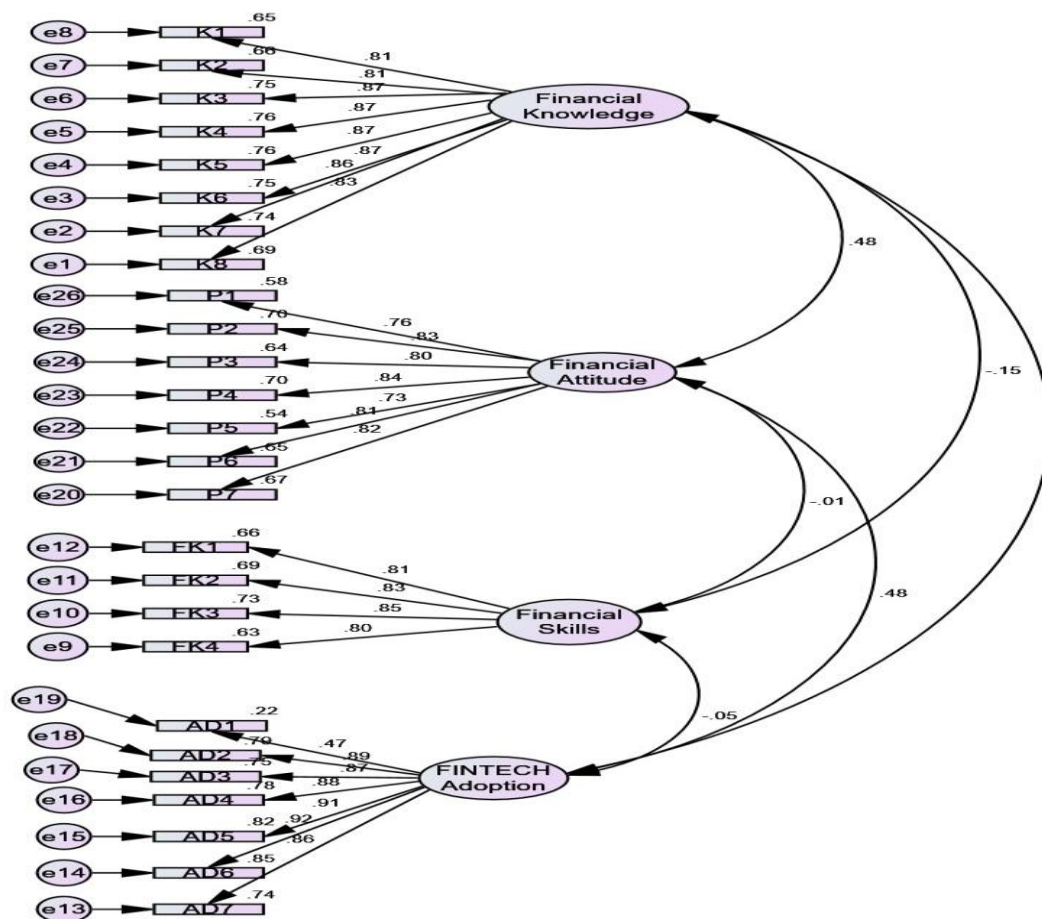 .65
e8
K1
.81
.66
e7
K2
.81
.75
e6
K3
.87
.76
e5
K4
.87
.76
e4
K5
.87
.75
e3
K6
.87
.74
e2
K7
.86
.69
e1
K8
.83
Financial
Knowledge
.58
e26
P1
.76
.70
e25
P2
.83
.64
e24
P3
.80
.70
e23
P4
.84
.54
e22
P5
.73
.65
e21
P6
.81
.67
e20
P7
.82
Financial
Attitude
.48
-.15
-.01
.48
.66
e12
FK1
.81
.69
e11
FK2
.83
.73
e10
FK3
.85
.63
e9
FK4
.80
Financial
Skills
-.05
e19
.22
AD1
.47
e18
.79
AD2
.89
e17
.75
AD3
.87
e16
.78
AD4
.88
e15
.82
AD5
.91
e14
.85
AD6
.92
e13
.74
AD7
.86
FINTECH
Adoption